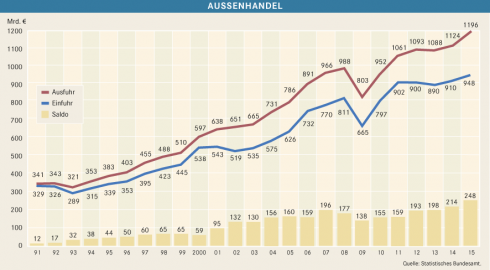 AUSSENHANDEL
Mrd. €
1200
1100
1000
900
800
700
600
500
400
300
200
100
0
Ausfuhr
Einfuhr
Saldo
341 343 321 353 383 403 455 488 510 597 638 651 665 731 786 891 966 988 803 952 1061 1093 1088 1124 1196
329 326 289 315 339 353 395 423 445 538 543 519 535 575 626 732 770 811 665 797 902 900 890 910 948
12 17 32 38 44 50 60 65 65 59 95 132 130 156 160 159 196 177 138 155 159 193 198 214 248
91 92 93 94 95 96 97 98 99 2000 01 02 03 04 05 06 07 08 09 10 11 12 13 14 15
Quelle: Statistisches Bundesamt.